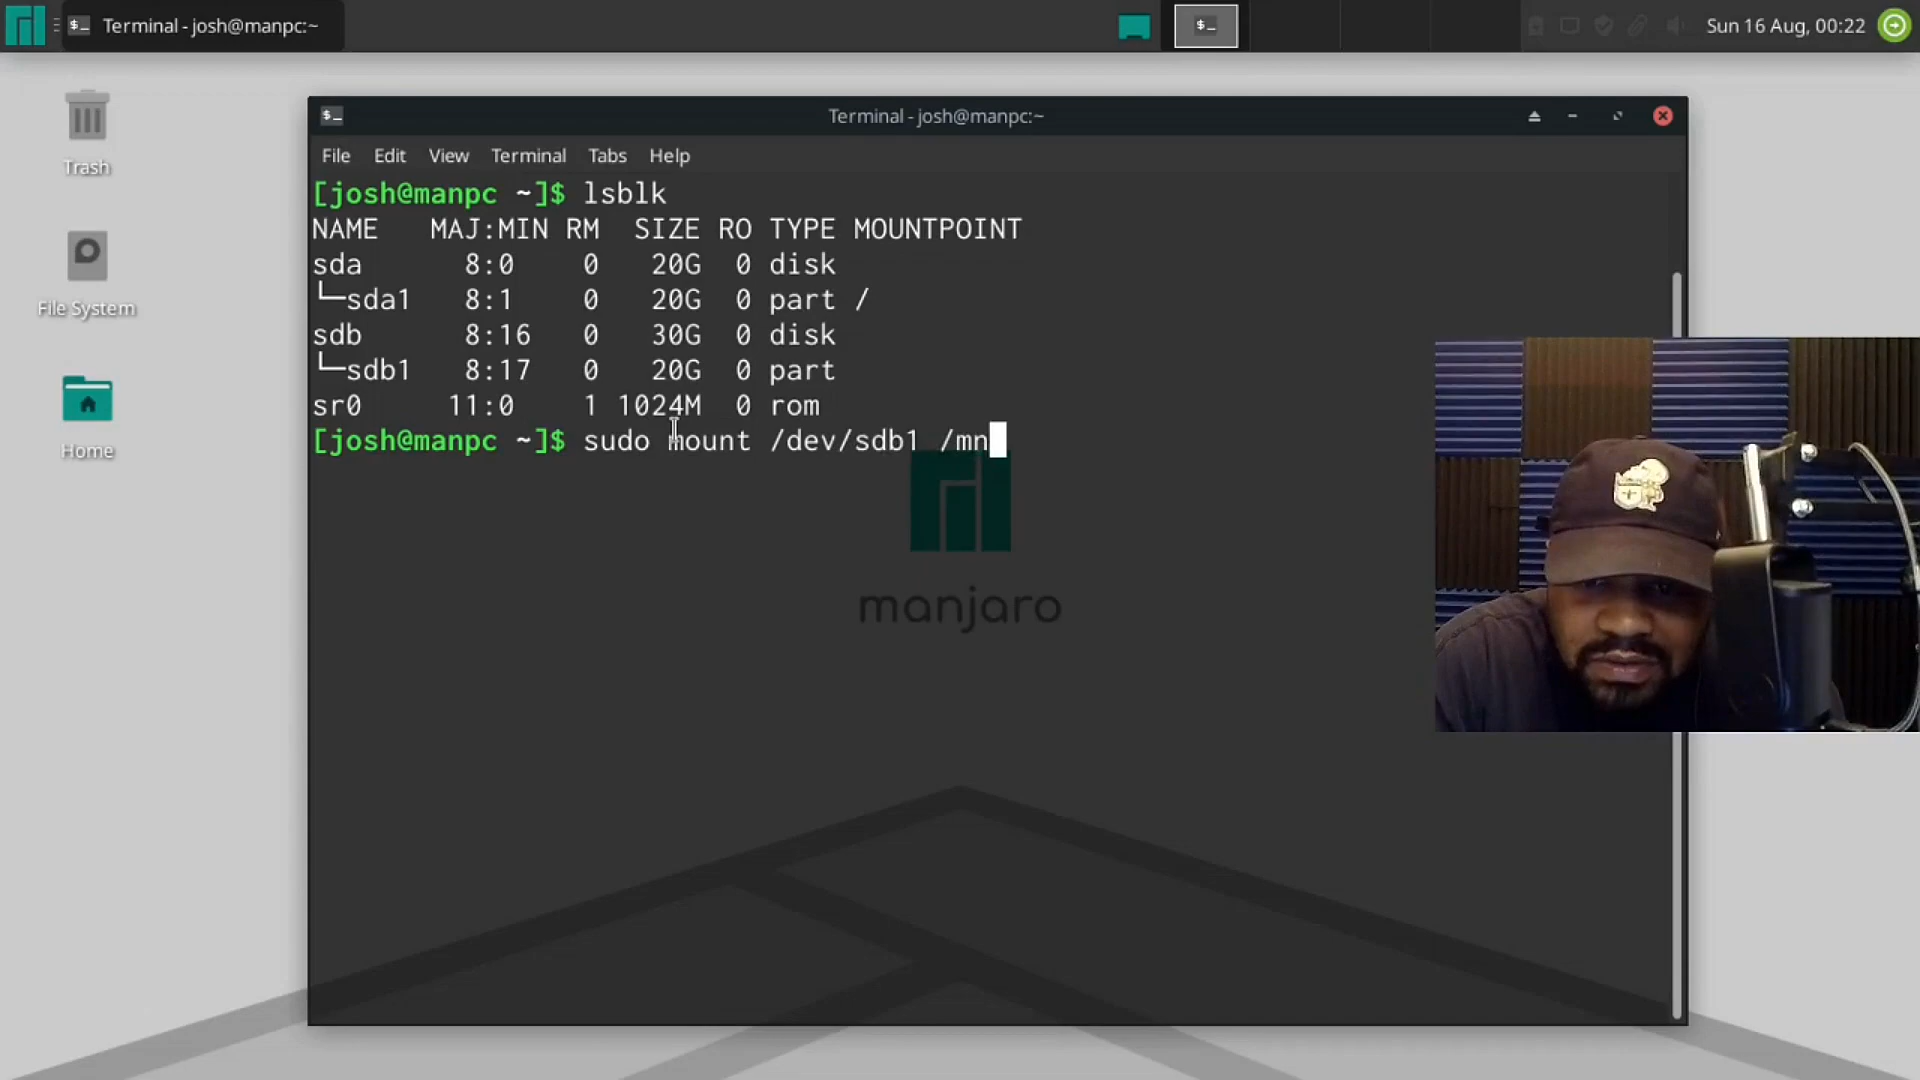 Terminal - josh@manpc:~
Sun 16 Aug, 00:22
Trash
File System
Home
Terminal - josh@manpc:~
File Edit View Terminal Tabs Help
[josh@manpc ~]$ lsblk
NAME MAJ:MIN RM SIZE RO TYPE MOUNTPOINT
sda 8:0 0 20G 0 disk
└─sda1 8:1 0 20G 0 part /
sdb 8:16 0 30G 0 disk
└─sdb1 8:17 0 20G 0 part
sr0 11:0 1 1024M 0 rom
[josh@manpc ~]$ sudo mount /dev/sdb1 /mn
manjaro